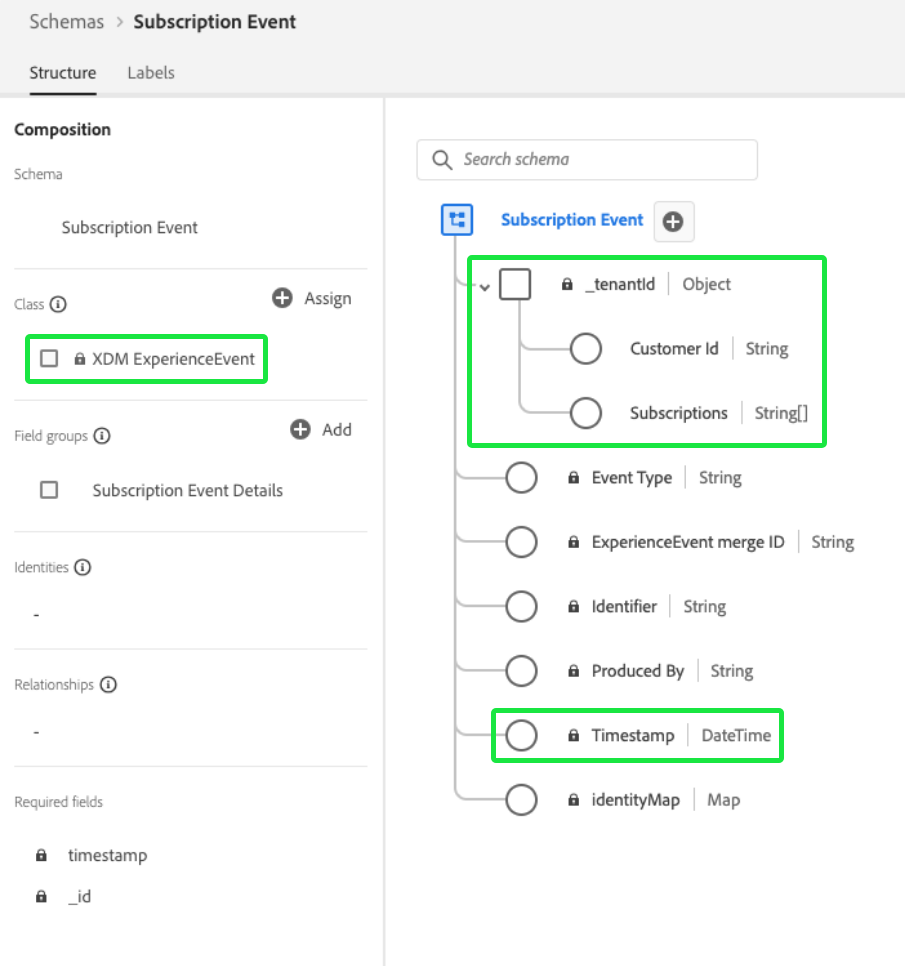 Schemas > Subscription Event
Structure Labels
Composition
Schema
Subscription Event
Class
Assign
XDM ExperienceEvent
Field groups
Add
Subscription Event Details
Identities
-
Relationships
-
Required fields
timestamp
_id
Search schema
Subscription Event
_tenantId | Object
Customer Id | String
Subscriptions | String[]
Event Type | String
ExperienceEvent merge ID | String
Identifier | String
Produced By | String
Timestamp | DateTime
identityMap | Map